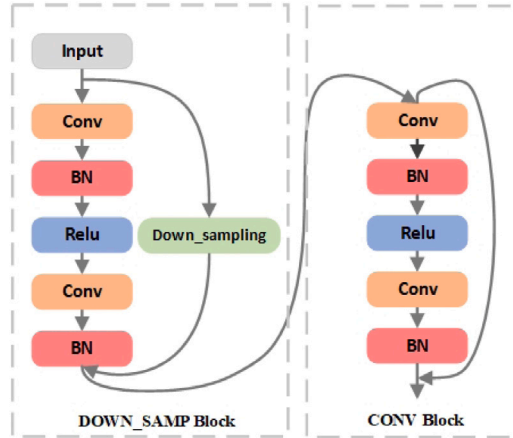 Input
Conv
BN
Relu
Down_sampling
Conv
BN
DOWN_SAMP Block
Conv
BN
Relu
Conv
BN
CONV Block